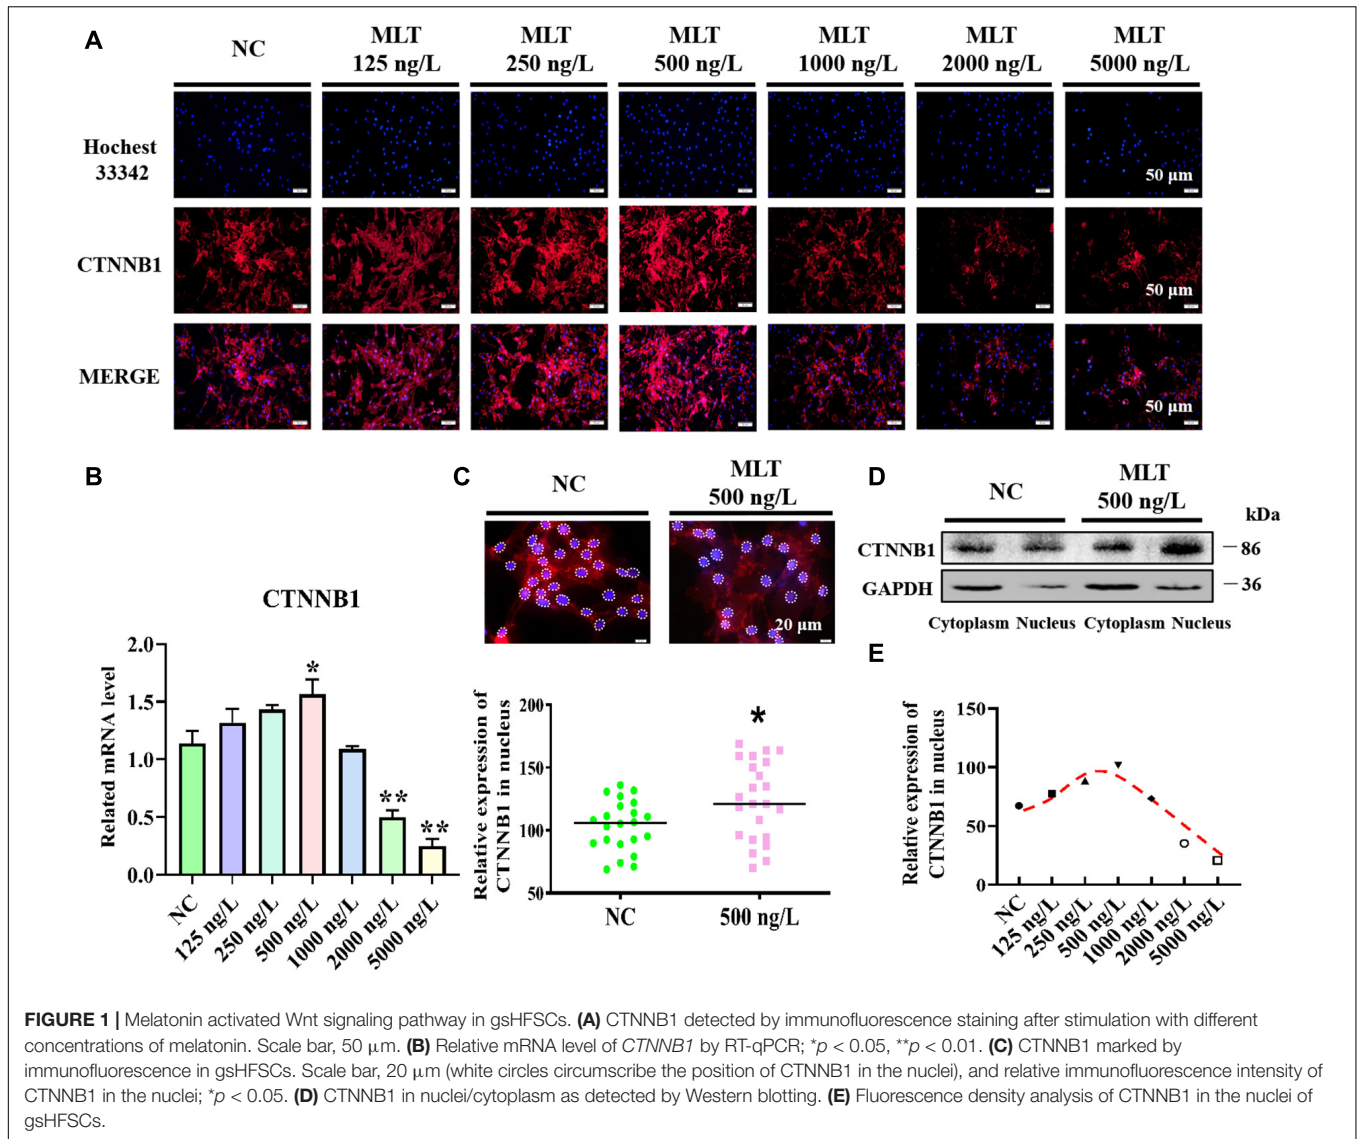 A
NC
MLT
125 ng/L
MLT
250 ng/L
MLT
500 ng/L
MLT
1000 ng/L
MLT
2000 ng/L
MLT
5000 ng/L
Hochest
33342
50 µm
CTNNB1
50 µm
MERGE
50 µm
B
CTNNB1
Related mRNA level
2.0
1.5
1.0
0.5
0.0
*
**
**
NC
125 ng/L
250 ng/L
500 ng/L
1000 ng/L
2000 ng/L
5000 ng/L
C
NC
MLT
500 ng/L
20 µm
Relative expression of
CTNNB1 in nucleus
200
150
100
50
*
NC
500 ng/L
D
NC
MLT
500 ng/L
kDa
CTNNB1
86
GAPDH
36
Cytoplasm Nucleus Cytoplasm Nucleus
E
Relative expression of
CTNNB1 in nucleus
150
100
50
0
NC
125 ng/L
250 ng/L
500 ng/L
1000 ng/L
2000 ng/L
5000 ng/L
FIGURE 1 | Melatonin activated Wnt signaling pathway in gsHFSCs. (A) CTNNB1 detected by immunofluorescence staining after stimulation with different
concentrations of melatonin. Scale bar, 50 µm. (B) Relative mRNA level of CTNNB1 by RT-qPCR; *p < 0.05, **p < 0.01. (C) CTNNB1 marked by
immunofluorescence in gsHFSCs. Scale bar, 20 µm (white circles circumscribe the position of CTNNB1 in the nuclei), and relative immunofluorescence intensity of
CTNNB1 in the nuclei; *p < 0.05. (D) CTNNB1 in nuclei/cytoplasm as detected by Western blotting. (E) Fluorescence density analysis of CTNNB1 in the nuclei of
gsHFSCs.